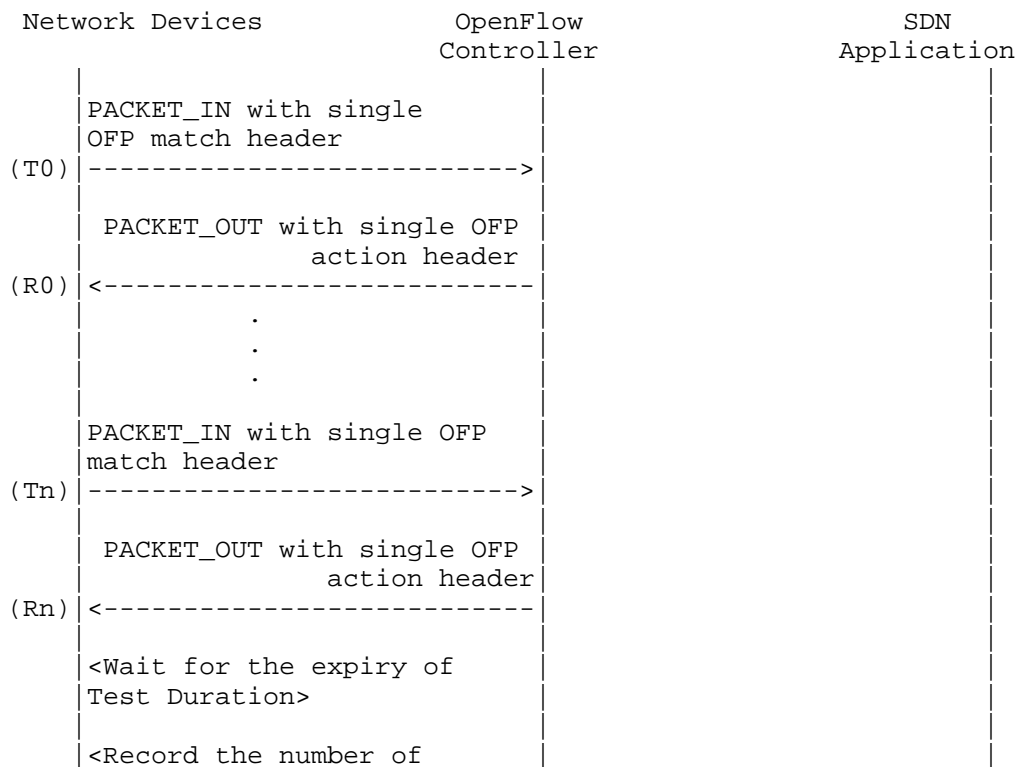 Network Devices OpenFlow SDN
Controller Application
PACKET_IN with single
OFP match header
(T0)|--------------------------->|
PACKET_OUT with single OFP
action header
(R0)|<---------------------------|
.
.
.
PACKET_IN with single OFP
match header
(Tn)|--------------------------->|
PACKET_OUT with single OFP
action header|
(Rn)|<---------------------------|
<Wait for the expiry of
Test Duration>
<Record the number of